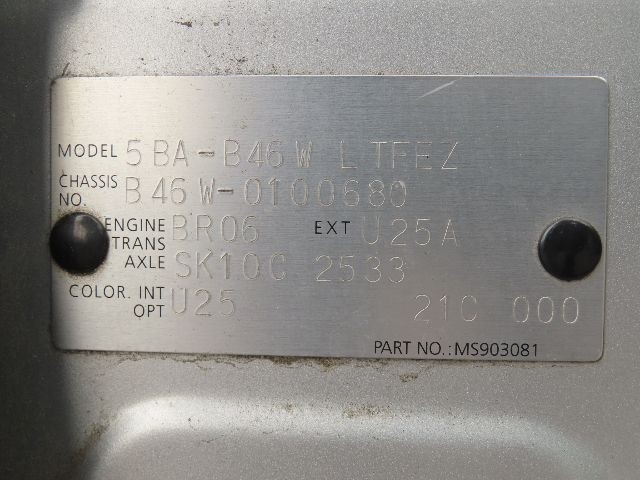 MODEL 5BA-B46W LTFEZ
CHASSIS NO. B46W-0100680
ENGINE BR06 EXT U25A
TRANS AXLE SK10C 2533
COLOR. INT OPT U25 21C 000
PART NO.:MS903081